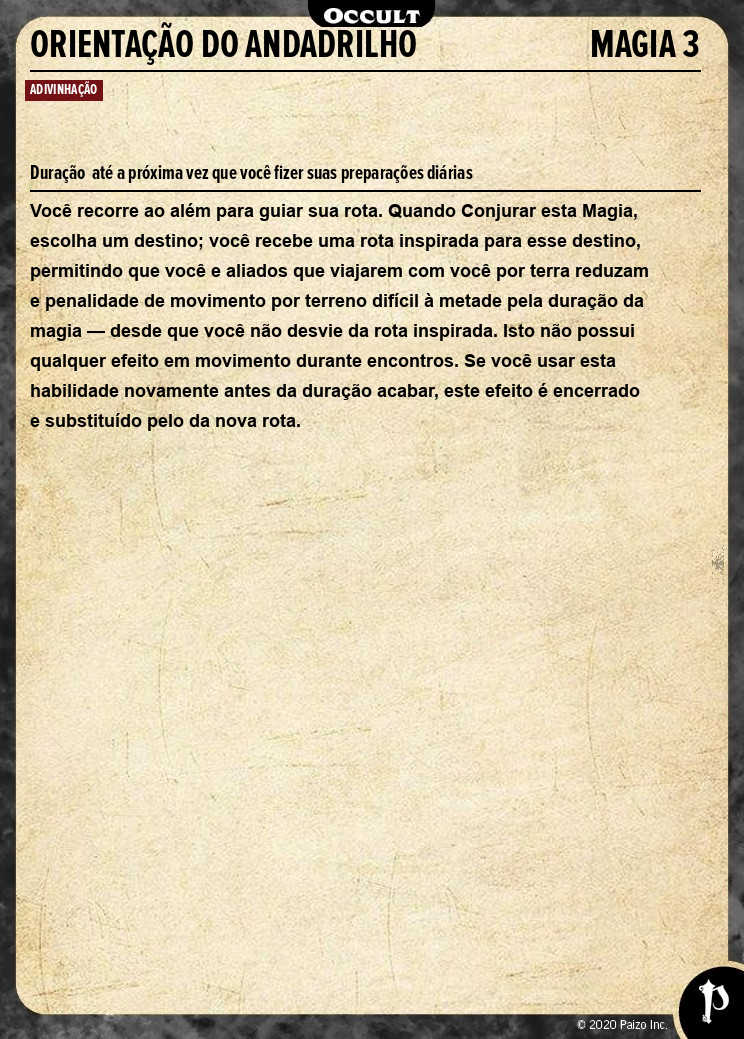 OCCULT
ORIENTAÇÃO DO ANDADRILHO MAGIA 3
ADIVINHAÇÃO
Duração até a próxima vez que você fizer suas preparações diárias
Você recorre ao além para guiar sua rota. Quando Conjurar esta Magia,
escolha um destino; você recebe uma rota inspirada para esse destino,
permitindo que você e aliados que viajarem com você por terra reduzam
e penalidade de movimento por terreno difícil à metade pela duração da
magia — desde que você não desvie da rota inspirada. Isto não possui
qualquer efeito em movimento durante encontros. Se você usar esta
habilidade novamente antes da duração acabar, este efeito é encerrado
e substituído pelo da nova rota.
© 2020 Paizo Inc.
P